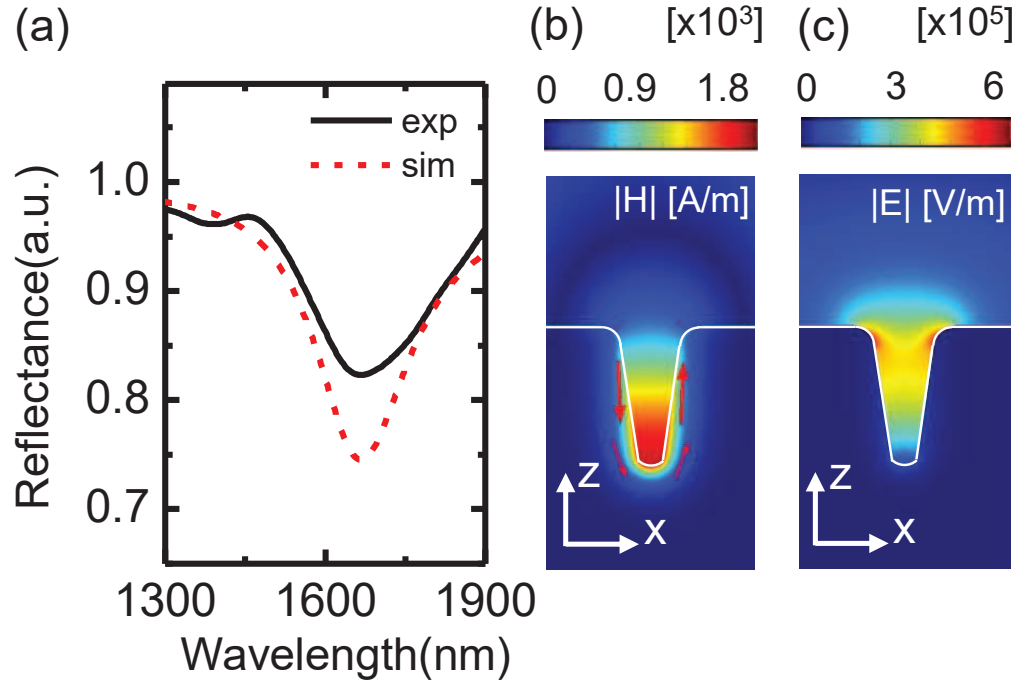 (a)
exp
sim
1.0
0.9
0.8
0.7
Reflectance(a.u.)
1300 1600 1900
Wavelength(nm)
(b) [x10³]
0 0.9 1.8
|H| [A/m]
z
x
(c) [x10⁵]
0 3 6
|E| [V/m]
z
x